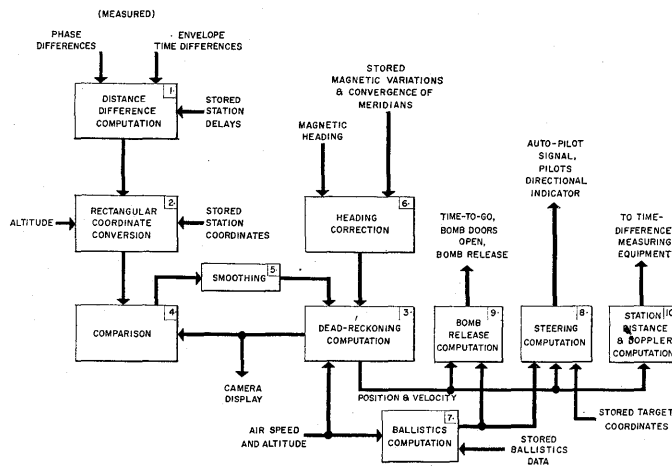 (MEASURED)
PHASE
DIFFERENCES
ENVELOPE
TIME DIFFERENCES
1.
DISTANCE
DIFFERENCE
COMPUTATION
STORED
STATION
DELAYS
STORED
MAGNETIC VARIATIONS
& CONVERGENCE OF
MERIDIANS
MAGNETIC
HEADING
AUTO-PILOT
SIGNAL,
PILOTS
DIRECTIONAL
INDICATOR
ALTITUDE
2.
RECTANGULAR
COORDINATE
CONVERSION
STORED
STATION
COORDINATES
6.
HEADING
CORRECTION
TIME-TO-GO,
BOMB DOORS
OPEN,
BOMB RELEASE
TO TIME-
DIFFERENCE
MEASURING
EQUIPMENT
5.
SMOOTHING
4.
COMPARISON
3.
DEAD-RECKONING
COMPUTATION
9.
BOMB
RELEASE
COMPUTATION
8.
STEERING
COMPUTATION
10
STATION
DISTANCE
& DOPPLER
COMPUTATION
CAMERA
DISPLAY
POSITION & VELOCITY
AIR SPEED
AND ALTITUDE
7.
BALLISTICS
COMPUTATION
STORED
BALLISTICS
DATA
STORED TARGET
COORDINATES